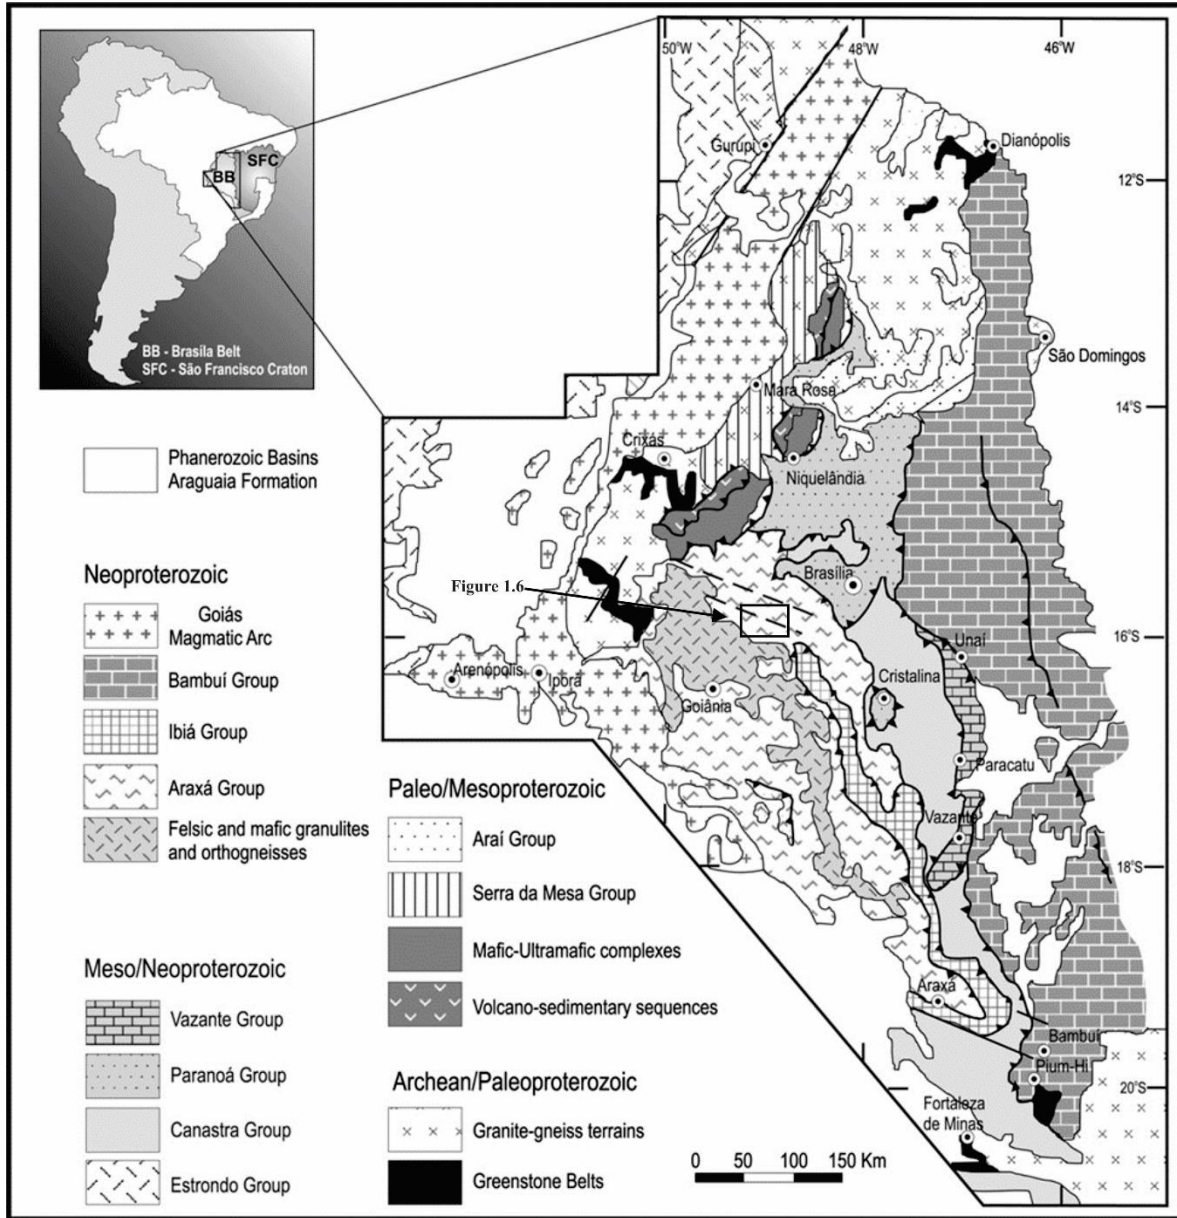 50°W
48°W
46°W
Gurupi
Dianópolis
12°S
SFC
BB
BB - Brasíla Belt
SFC - São Francisco Craton
São Domingos
Mara Rosa
14°S
Crixás
Niquelândia
Phanerozoic Basins
Araguaia Formation
Neoproterozoic
Goiás
Magmatic Arc
Bambuí Group
Ibiá Group
Araxá Group
Felsic and mafic granulites
and orthogneisses
Figure 1.6
Brasília
16°S
Unaí
Arenópolis
Iporá
Goiânia
Cristalina
Paracatu
Vazante
18°S
Paleo/Mesoproterozoic
Araí Group
Serra da Mesa Group
Mafic-Ultramafic complexes
Volcano-sedimentary sequences
Meso/Neoproterozoic
Vazante Group
Paranoá Group
Canastra Group
Estrondo Group
Archean/Paleoproterozoic
Granite-gneiss terrains
Greenstone Belts
Araxá
Bambuí
Pium-Hi
20°S
Fortaleza
de Minas
0 50 100 150 Km